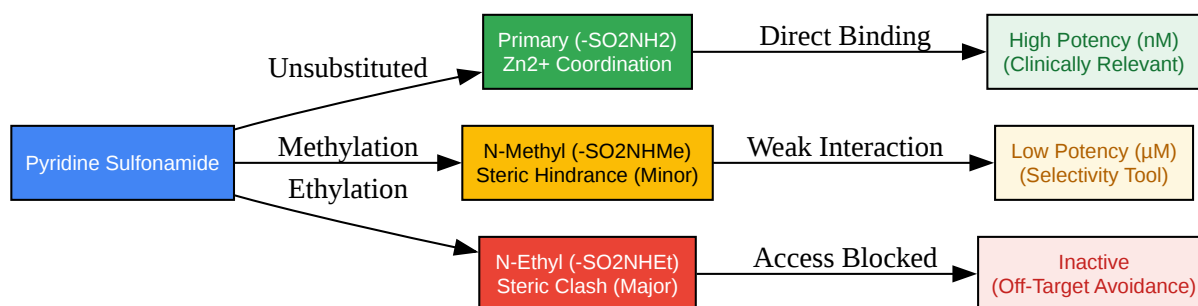 Pyridine Sulfonamide
Unsubstituted
Methylation
Ethylation
Primary (-SO2NH2)
Zn2+ Coordination
Direct Binding
High Potency (nM)
(Clinically Relevant)
N-Methyl (-SO2NHMe)
Steric Hindrance (Minor)
Weak Interaction
Low Potency (µM)
(Selectivity Tool)
N-Ethyl (-SO2NHEt)
Steric Clash (Major)
Access Blocked
Inactive
(Off-Target Avoidance)